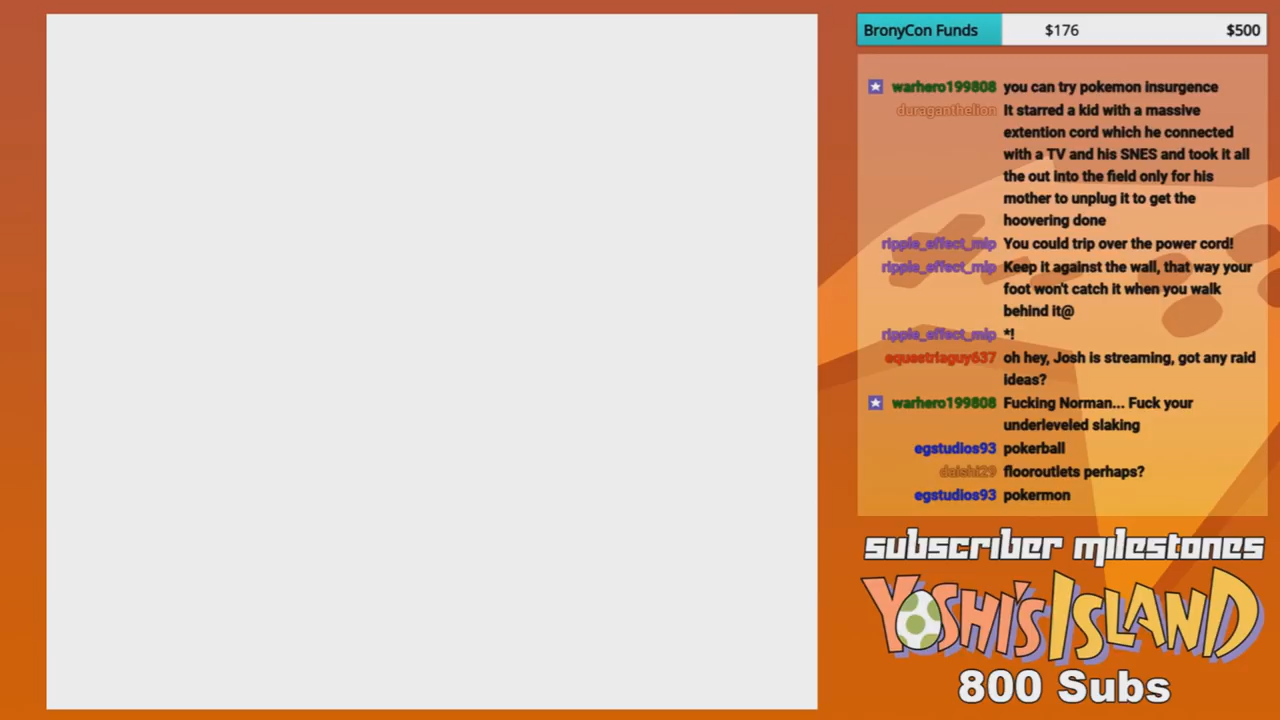 BronyCon Funds $176 $500
warhero199808 you can try pokemon insurgence
duraganthelion It starred a kid with a massive
extention cord which he connected
with a TV and his SNES and took it all
the out into the field only for his
mother to unplug it to get the
hoovering done
ripple_effect_mlp You could trip over the power cord!
ripple_effect_mlp Keep it against the wall, that way your
foot won't catch it when you walk
behind it@
ripple_effect_mlp *!
equestriaguy637 oh hey, Josh is streaming, got any raid
ideas?
warhero199808 Fucking Norman... Fuck your
underleveled slaking
egstudios93 pokerball
daishi29 flooroutlets perhaps?
egstudios93 pokermon
subscriber milestones
YOSHI'S ISLAND
800 Subs